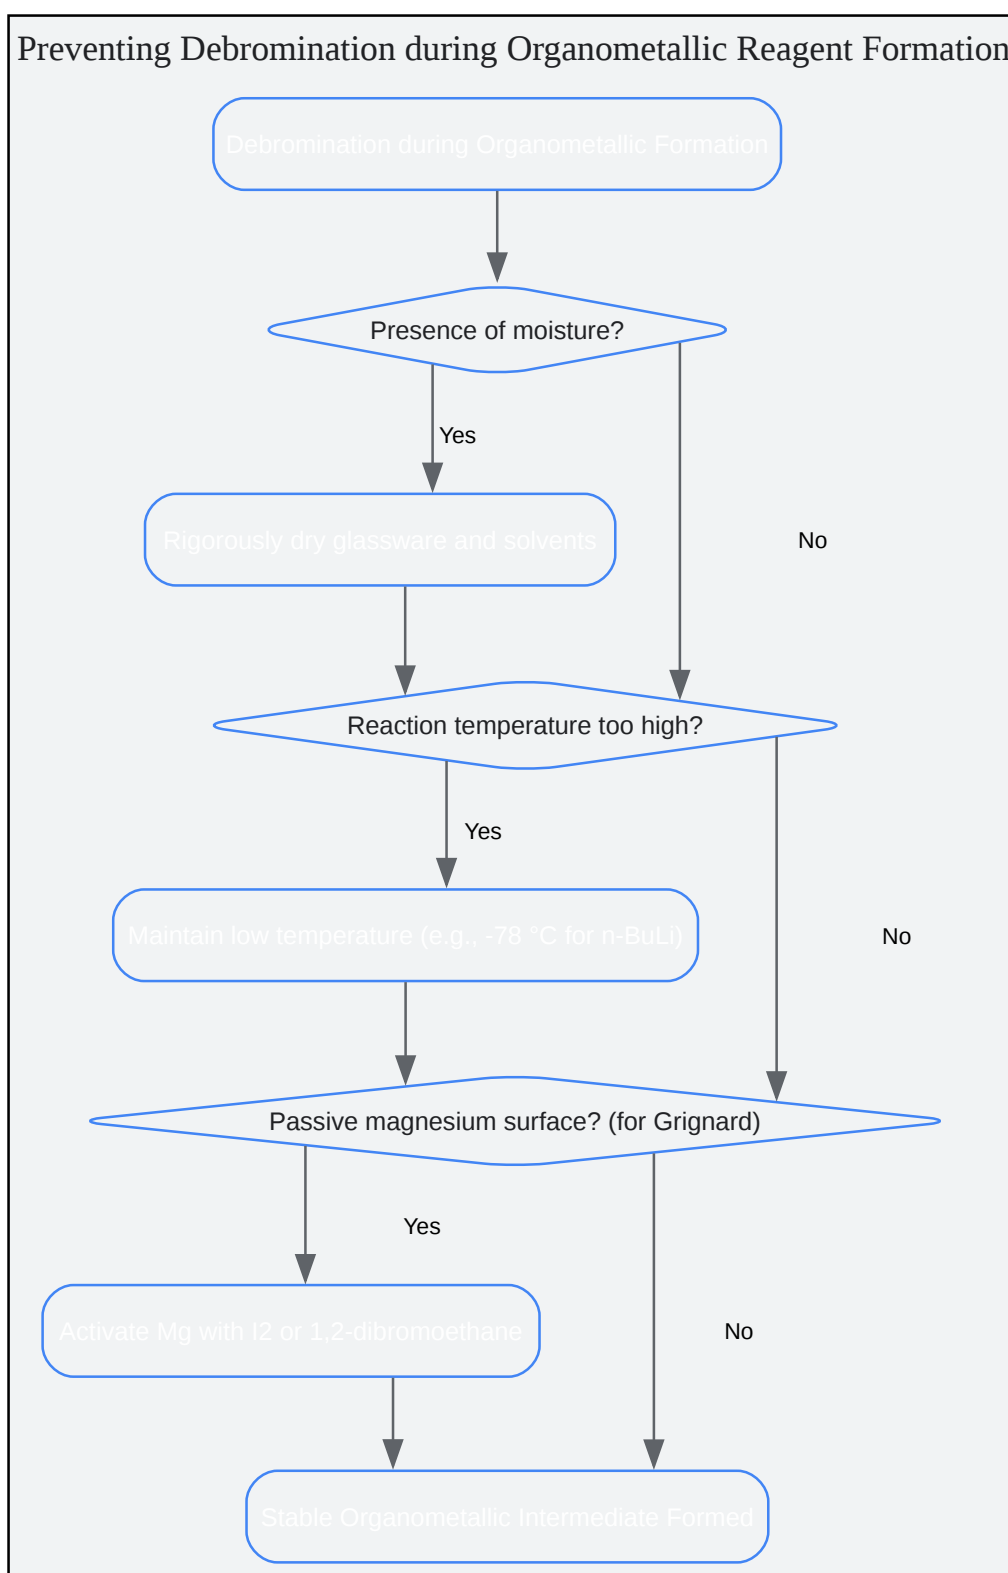 Preventing Debromination during Organometallic Reagent Formation
Debromination during Organometallic Formation
Presence of moisture?
Yes
Rigorously dry glassware and solvents
No
Reaction temperature too high?
Yes
Maintain low temperature (e.g., -78 °C for n-BuLi)
No
Passive magnesium surface? (for Grignard)
Yes
Activate Mg with I2 or 1,2-dibromoethane
No
Stable Organometallic Intermediate Formed